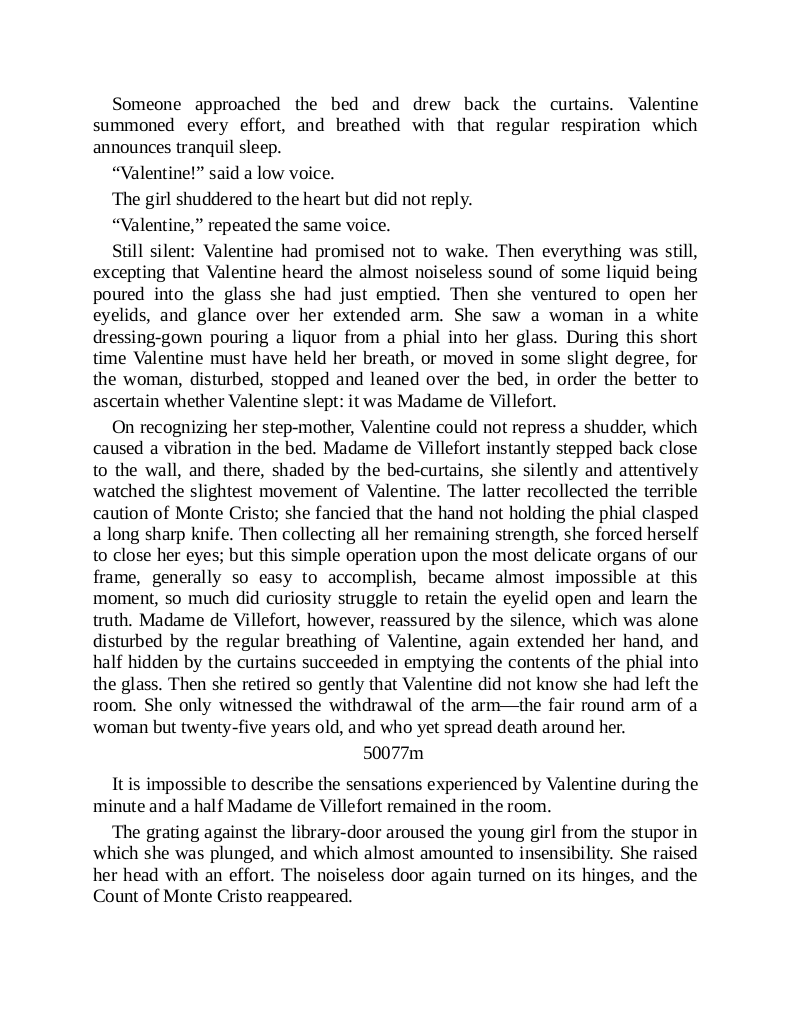 Someone approached the bed and drew back the curtains. Valentine
summoned every effort, and breathed with that regular respiration which
announces tranquil sleep.
“Valentine!” said a low voice.
The girl shuddered to the heart but did not reply.
“Valentine,” repeated the same voice.
Still silent: Valentine had promised not to wake. Then everything was still,
excepting that Valentine heard the almost noiseless sound of some liquid being
poured into the glass she had just emptied. Then she ventured to open her
eyelids, and glance over her extended arm. She saw a woman in a white
dressing-gown pouring a liquor from a phial into her glass. During this short
time Valentine must have held her breath, or moved in some slight degree, for
the woman, disturbed, stopped and leaned over the bed, in order the better to
ascertain whether Valentine slept: it was Madame de Villefort.
On recognizing her step-mother, Valentine could not repress a shudder, which
caused a vibration in the bed. Madame de Villefort instantly stepped back close
to the wall, and there, shaded by the bed-curtains, she silently and attentively
watched the slightest movement of Valentine. The latter recollected the terrible
caution of Monte Cristo; she fancied that the hand not holding the phial clasped
a long sharp knife. Then collecting all her remaining strength, she forced herself
to close her eyes; but this simple operation upon the most delicate organs of our
frame, generally so easy to accomplish, became almost impossible at this
moment, so much did curiosity struggle to retain the eyelid open and learn the
truth. Madame de Villefort, however, reassured by the silence, which was alone
disturbed by the regular breathing of Valentine, again extended her hand, and
half hidden by the curtains succeeded in emptying the contents of the phial into
the glass. Then she retired so gently that Valentine did not know she had left the
room. She only witnessed the withdrawal of the arm—the fair round arm of a
woman but twenty-five years old, and who yet spread death around her.
50077m
It is impossible to describe the sensations experienced by Valentine during the
minute and a half Madame de Villefort remained in the room.
The grating against the library-door aroused the young girl from the stupor in
which she was plunged, and which almost amounted to insensibility. She raised
her head with an effort. The noiseless door again turned on its hinges, and the
Count of Monte Cristo reappeared.